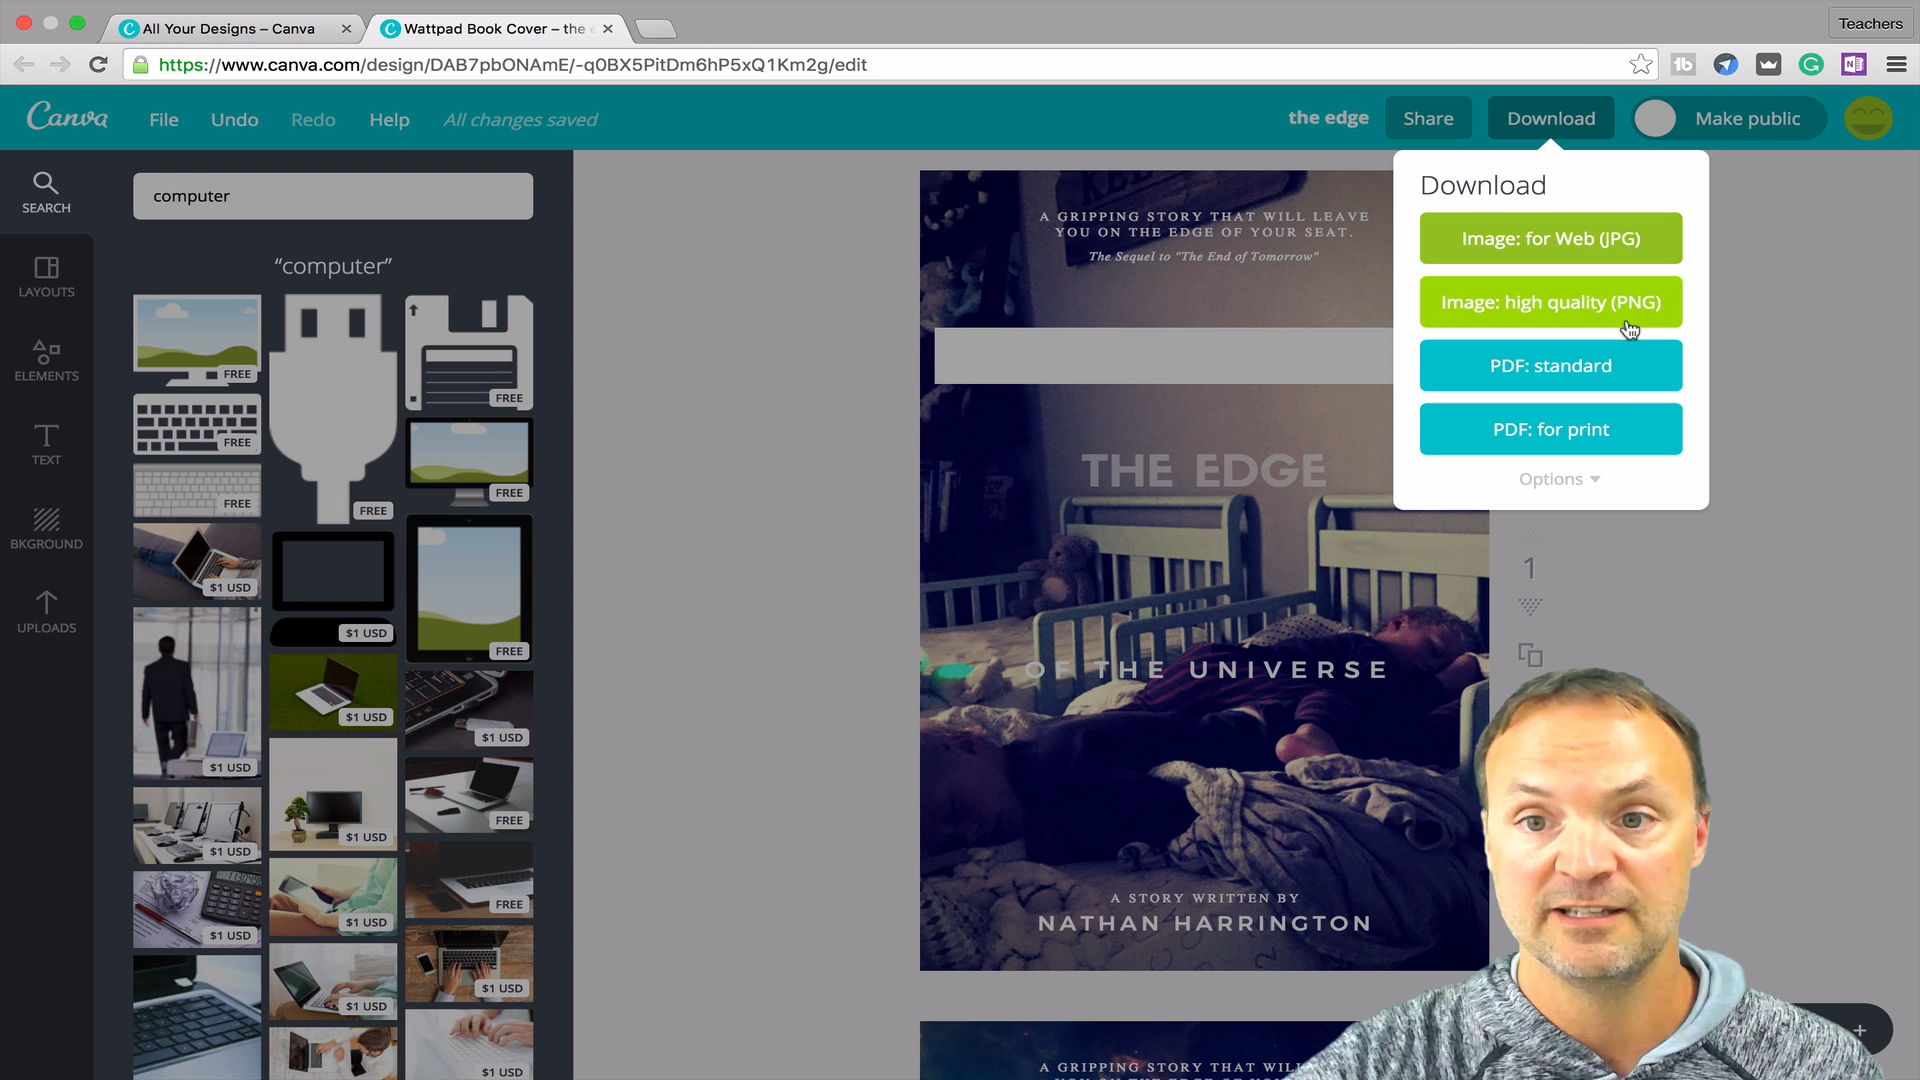 All Your Designs – Canva
Wattpad Book Cover – the
Teachers
https://www.canva.com/design/DAB7pbONAmE/-q0BX5PitDm6hP5xQ1Km2g/edit
Canva
File
Undo
Redo
Help
All changes saved
the edge
Share
Download
Make public
SEARCH
LAYOUTS
ELEMENTS
TEXT
BKGROUND
UPLOADS
computer
“computer”
FREE
FREE
FREE
FREE
FREE
FREE
FREE
$1 USD
$1 USD
FREE
$1 USD
$1 USD
$1 USD
$1 USD
FREE
$1 USD
$1 USD
FREE
$1 USD
$1 USD
$1 USD
$1 USD
$1 USD
A GRIPPING STORY THAT WILL LEAVE
YOU ON THE EDGE OF YOUR SEAT.
The Sequel to "The End of Tomorrow"
THE EDGE
OF THE UNIVERSE
A STORY WRITTEN BY
NATHAN HARRINGTON
Download
Image: for Web (JPG)
Image: high quality (PNG)
PDF: standard
PDF: for print
Options
1
A GRIPPING STORY THAT WILL